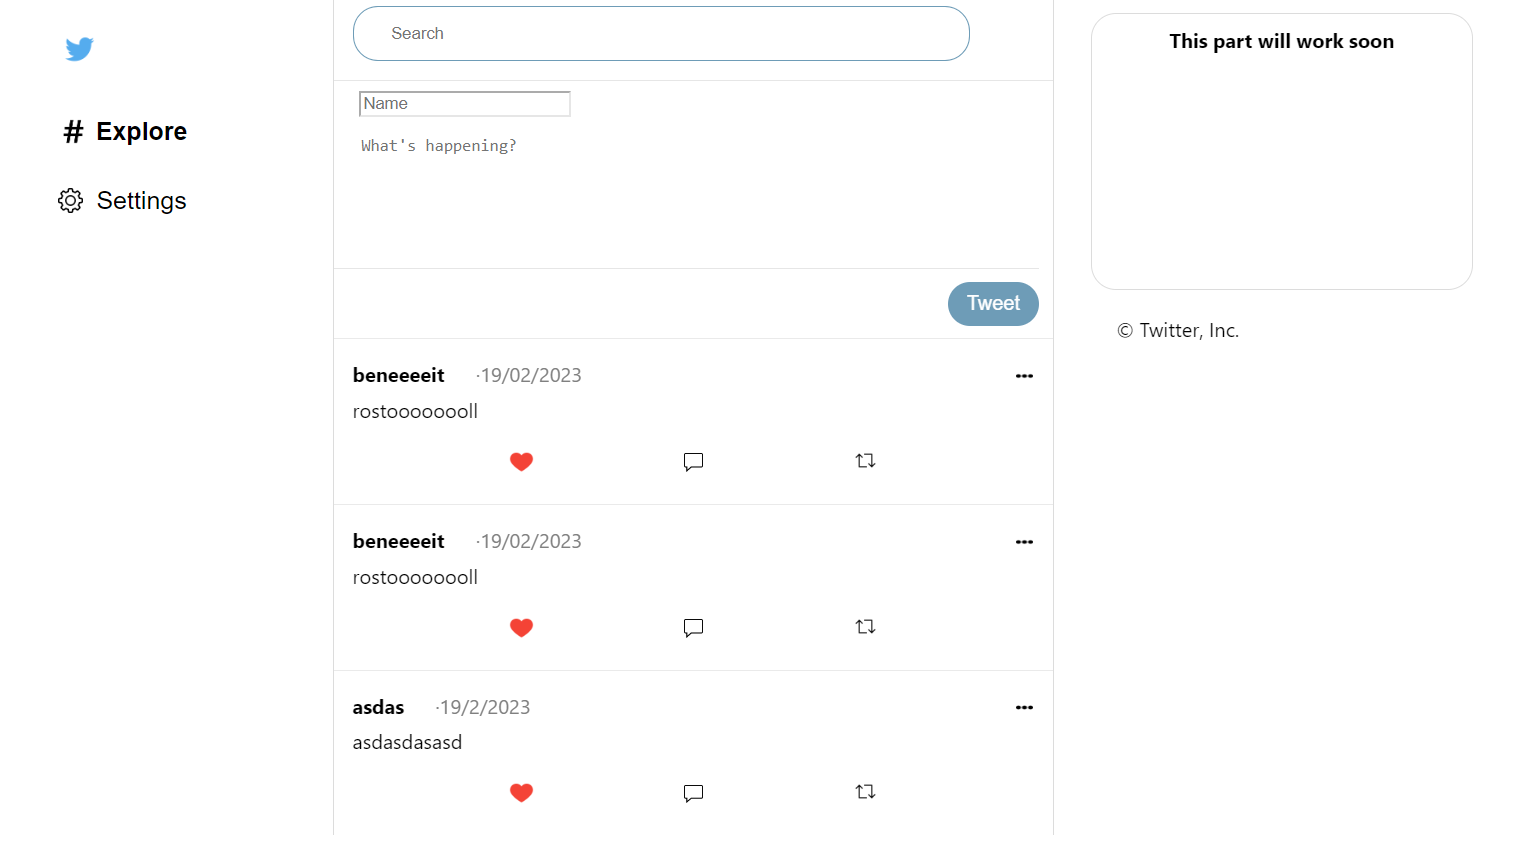 Search
# Explore
Settings
Name
What's happening?
Tweet
beneeeeit ·19/02/2023
rostoooooooll
beneeeeit ·19/02/2023
rostoooooooll
asdas ·19/2/2023
asdasdasasd
This part will work soon
© Twitter, Inc.